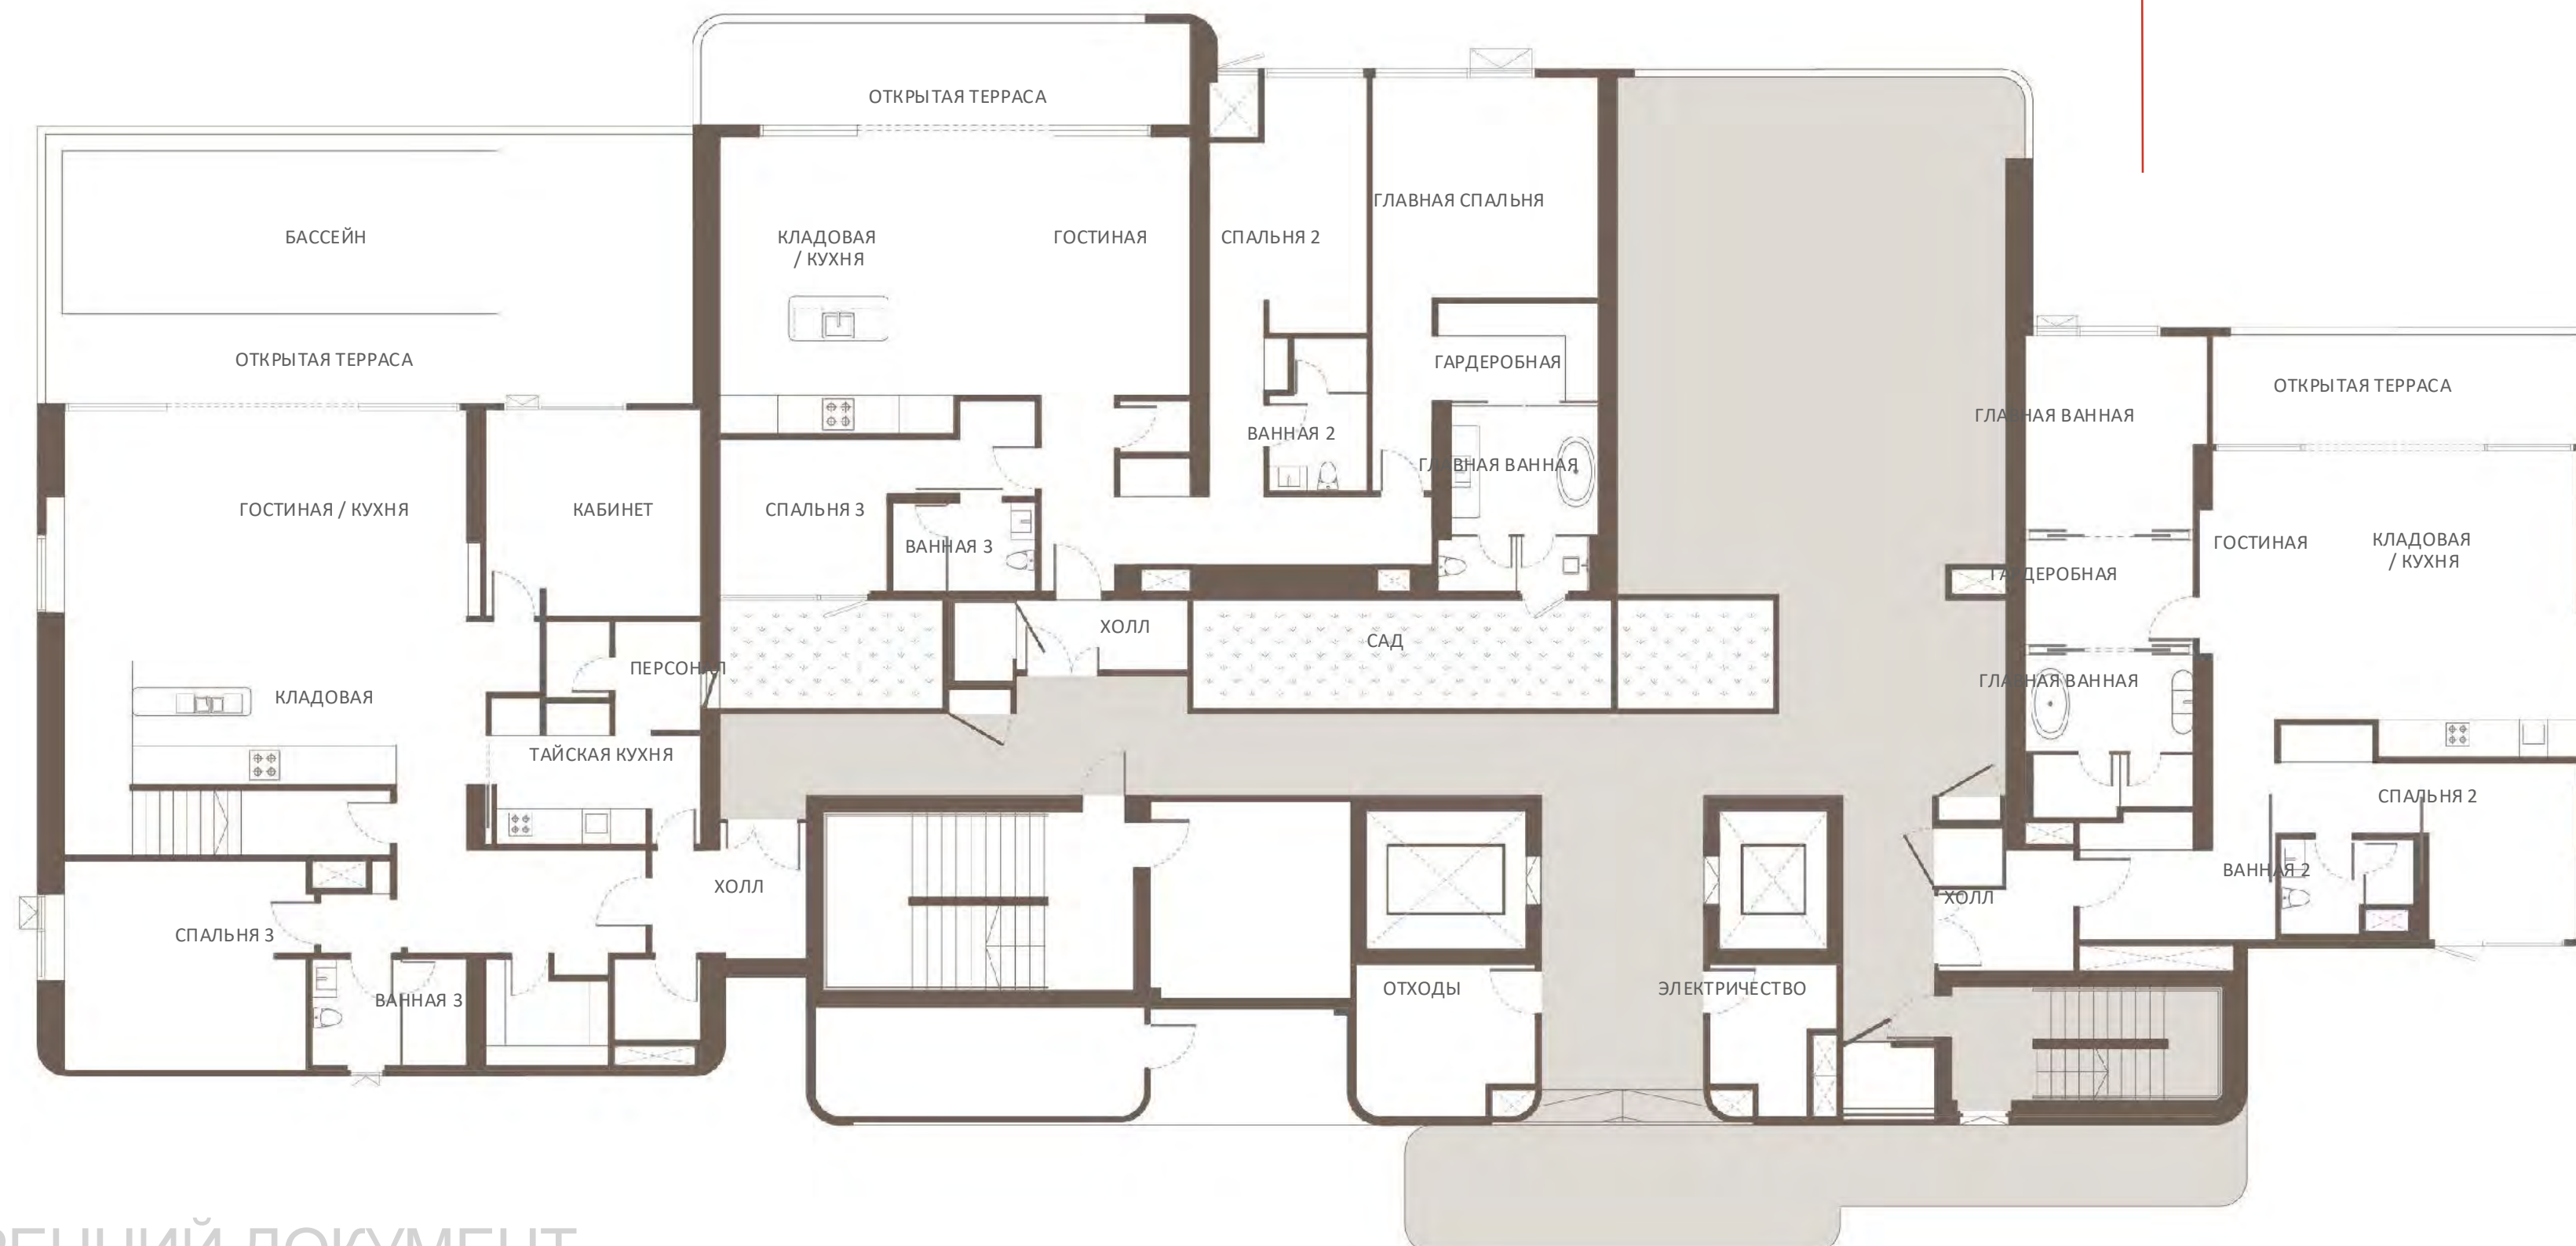 ОТКРЫТАЯ ТЕРРАСА
БАССЕЙН
КЛАДОВАЯ
/ КУХНЯ
ГОСТИНАЯ
СПАЛЬНЯ 2
ГЛАВНАЯ СПАЛЬНЯ
ОТКРЫТАЯ ТЕРРАСА
ГАРДЕРОБНАЯ
ОТКРЫТАЯ ТЕРРАСА
ГЛАВНАЯ ВАННАЯ
ВАННАЯ 2
ГЛАВНАЯ ВАННАЯ
ГОСТИНАЯ / КУХНЯ
КАБИНЕТ
СПАЛЬНЯ 3
ВАННАЯ 3
ГОСТИНАЯ
КЛАДОВАЯ
/ КУХНЯ
ГАРДЕРОБНАЯ
ХОЛЛ
САД
ПЕРСОНАЛ
КЛАДОВАЯ
ГЛАВНАЯ ВАННАЯ
ТАЙСКАЯ КУХНЯ
СПАЛЬНЯ 2
ХОЛЛ
ВАННАЯ 2
ХОЛЛ
СПАЛЬНЯ 3
ВАННАЯ 3
ОТХОДЫ
ЭЛЕКТРИЧЕСТВО
РЕННИЙ ДОКУМЕНТ